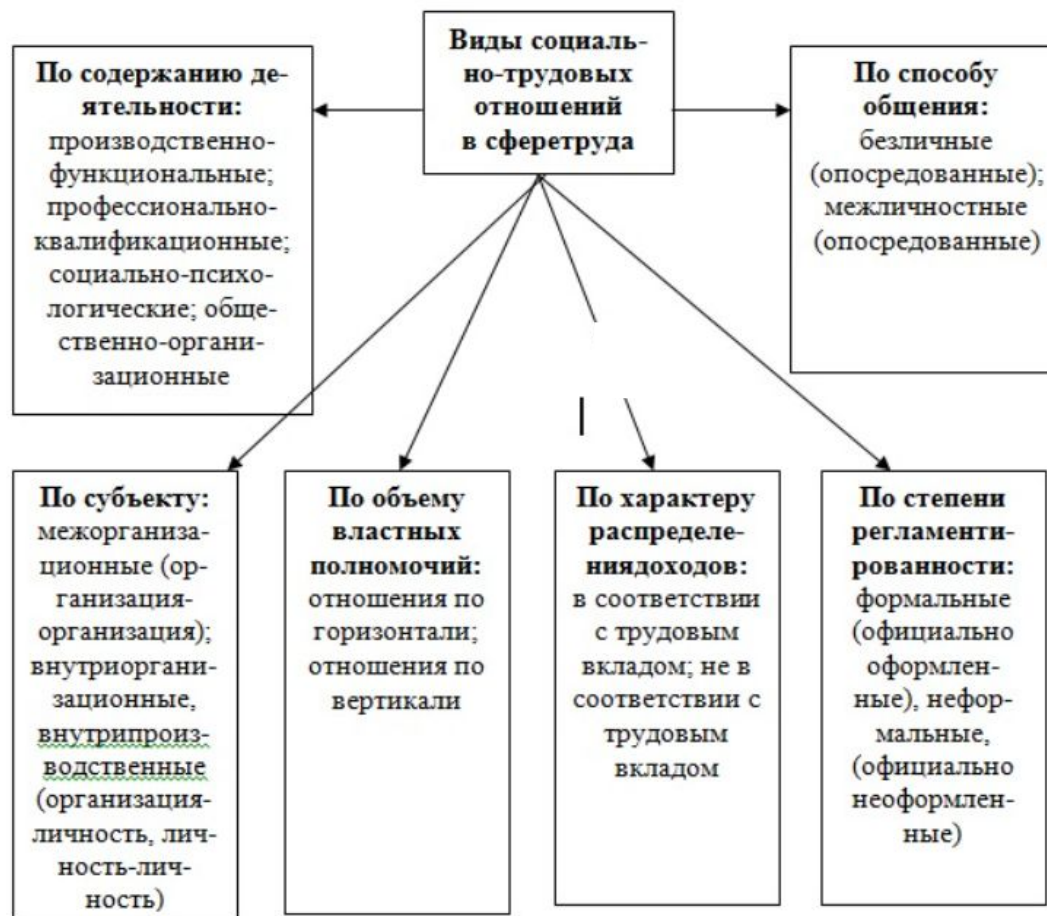 Виды социаль-
но-трудовых
отношений
в сферетруда
По содержанию де-
ятельности:
производственно-
функциональные;
профессионально-
квалификационные;
социально-психо-
логические; обще-
ственно-органи-
зационные
По способу
общения:
безличные
(опосредованные);
межличностные
(опосредованные)
По субъекту:
межорганиза-
ционные (ор-
ганизация-
организация);
внутриоргани-
зационные,
внутрипроиз-
водственные
(организация-
личность, лич-
ность-лич-
ность)
По объему
властных
полномочий:
отношения по
горизонтали;
отношения по
вертикали
По характеру
распределе-
ниядоходов:
в соответствии
с трудовым
вкладом; не в
соответствии с
трудовым
вкладом
По степени
регламенти-
рованности:
формальные
(официально
оформлен-
ные), нефор-
мальные,
(официально
неоформлен-
ные)